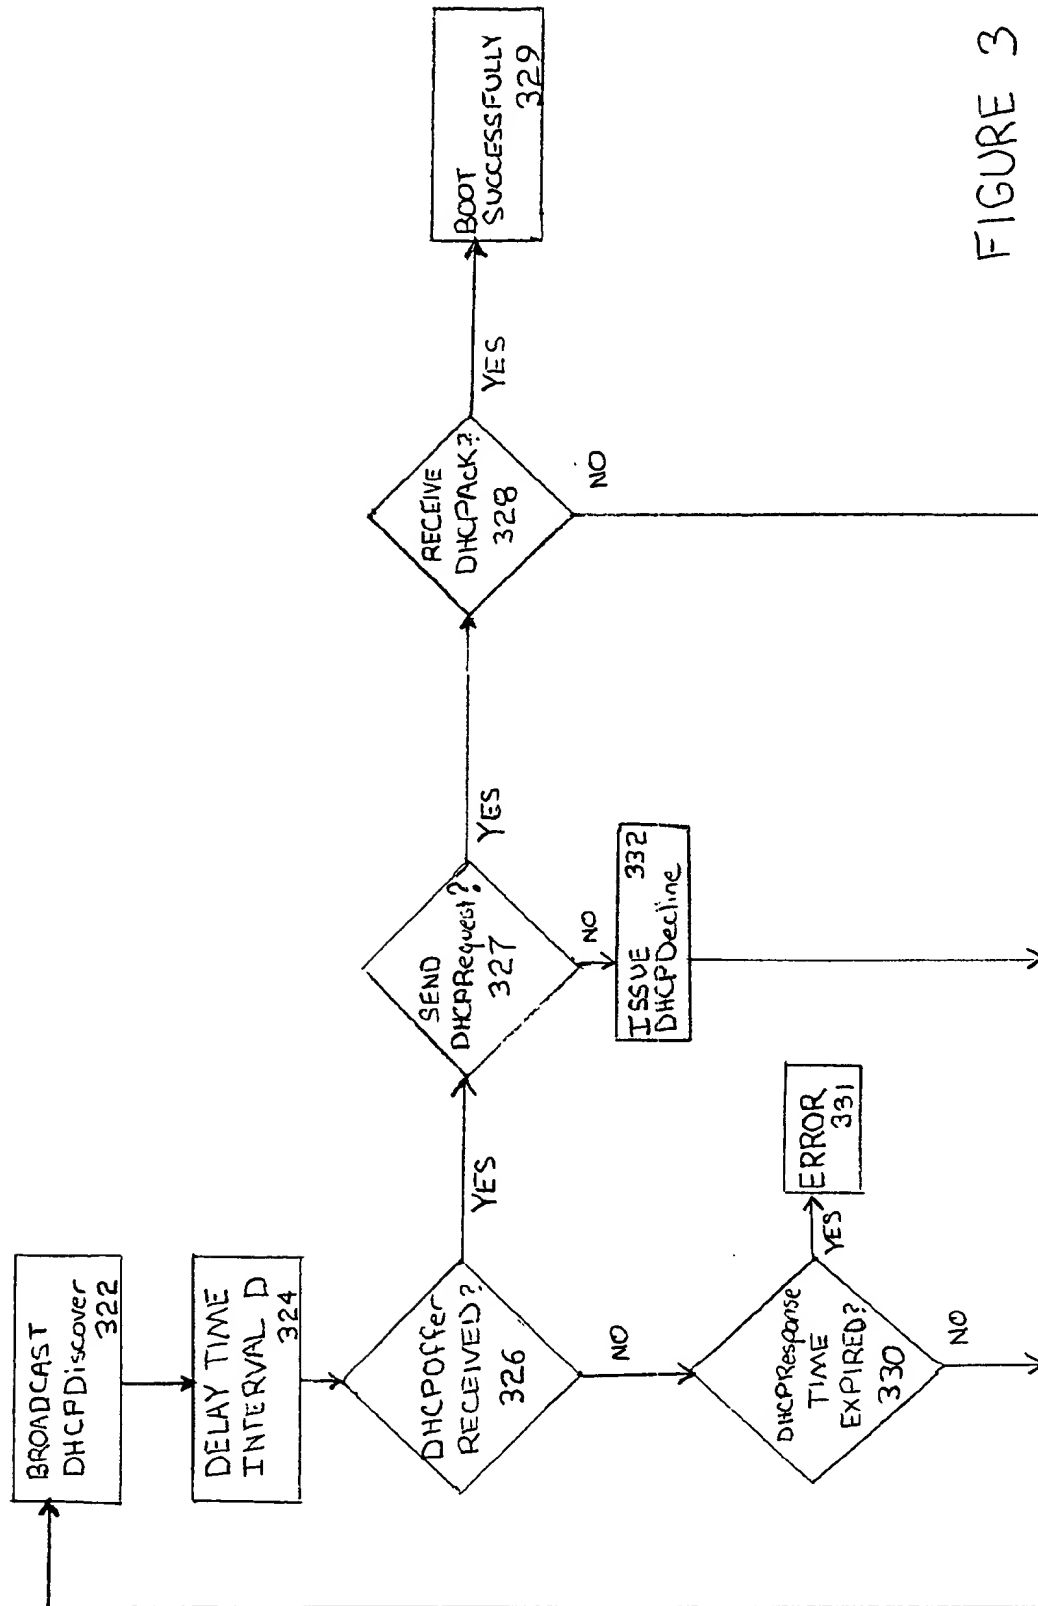 BROADCAST
DHCPDiscover
322
DELAY TIME
INTERVAL D
324
DHCPOffer
RECEIVED?
326
YES
NO
SEND
DHCPRequest?
327
YES
NO
RECEIVE
DHCPAcK?
328
YES
NO
BOOT
SUCCESSFULLY
329
ISSUE 332
DHCPDecline
DHCPResponse
TIME
EXPIRED?
330
YES
NO
ERROR
331
FIGURE 3